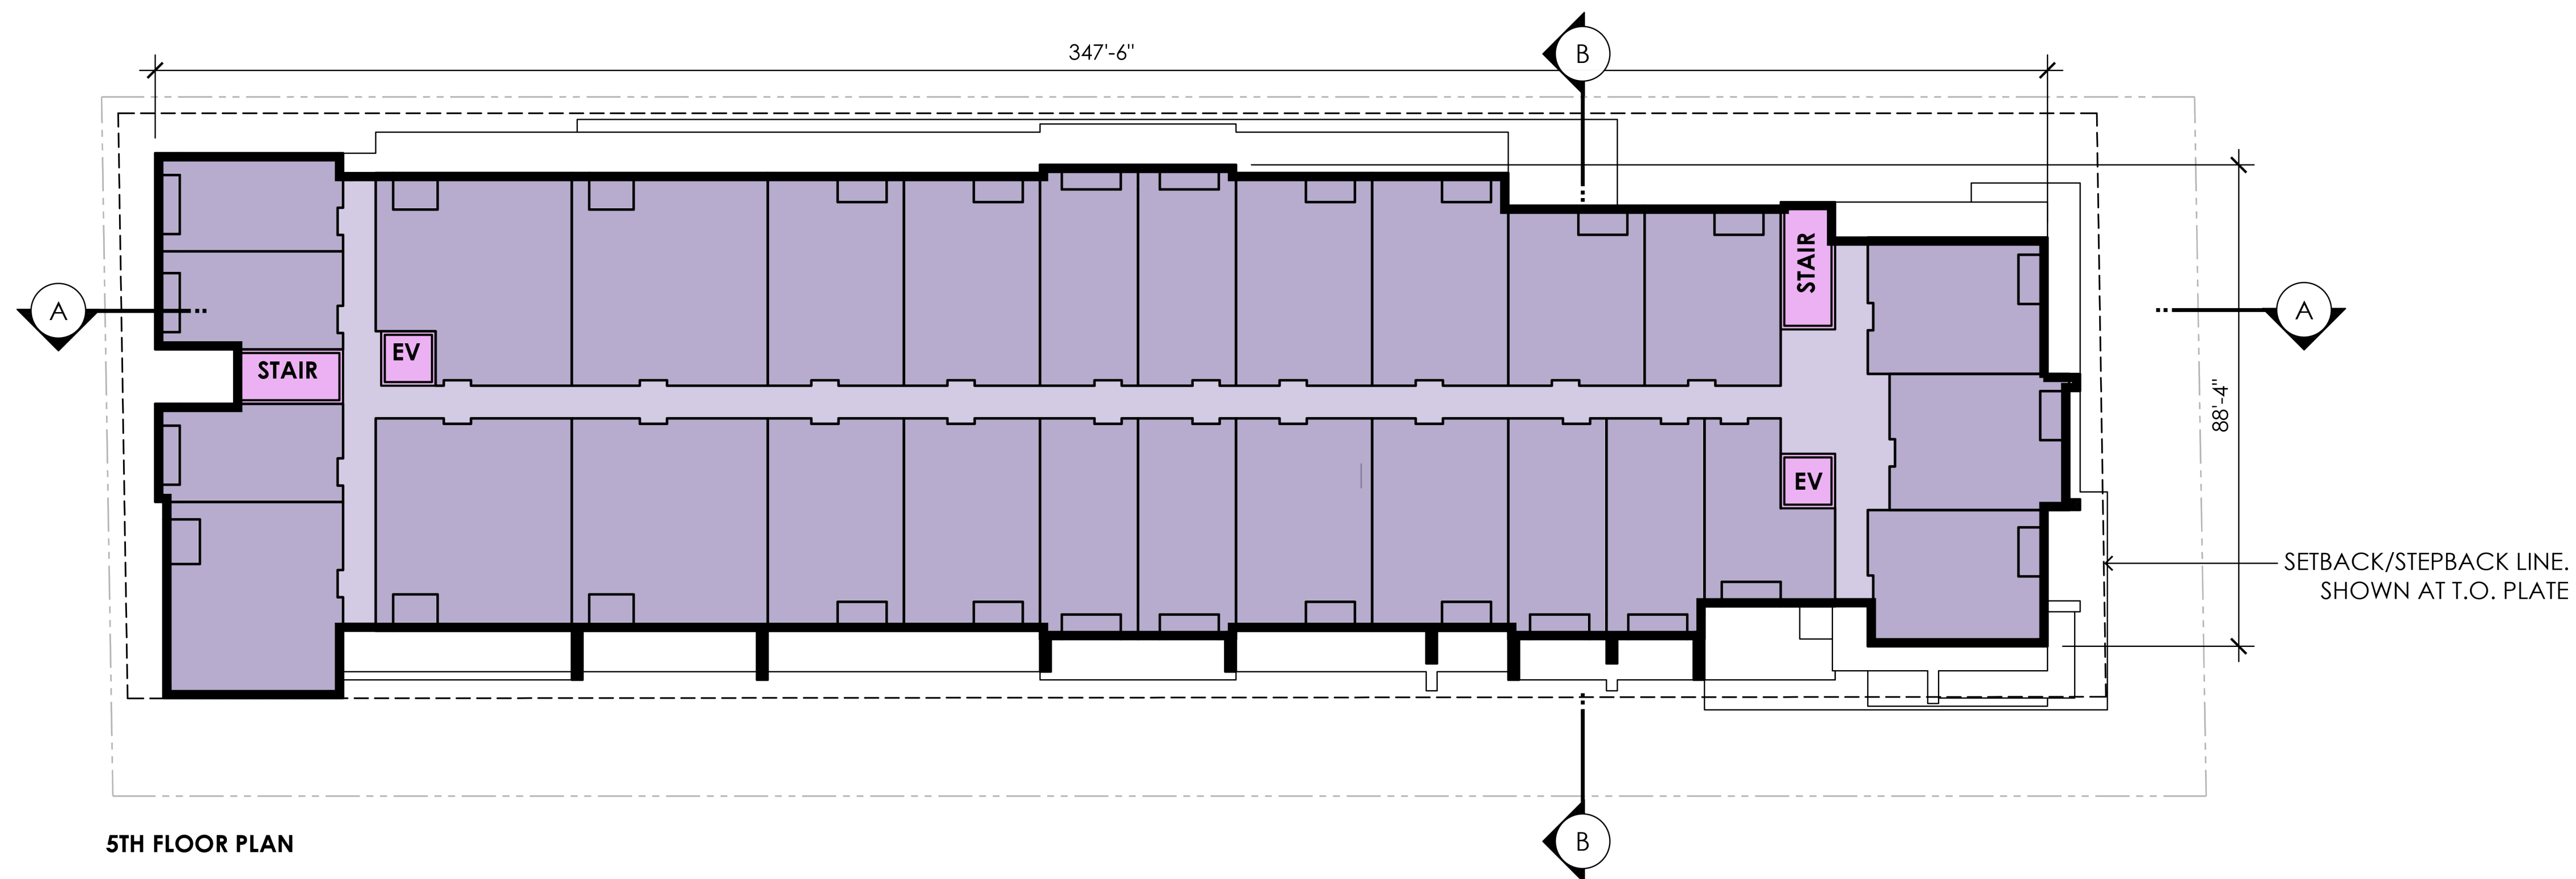 347'-6"
B
STAIR
A
A
EV
STAIR
88'-4"
EV
SETBACK/STEPBACK LINE.
SHOWN AT T.O. PLATE
B
5TH FLOOR PLAN